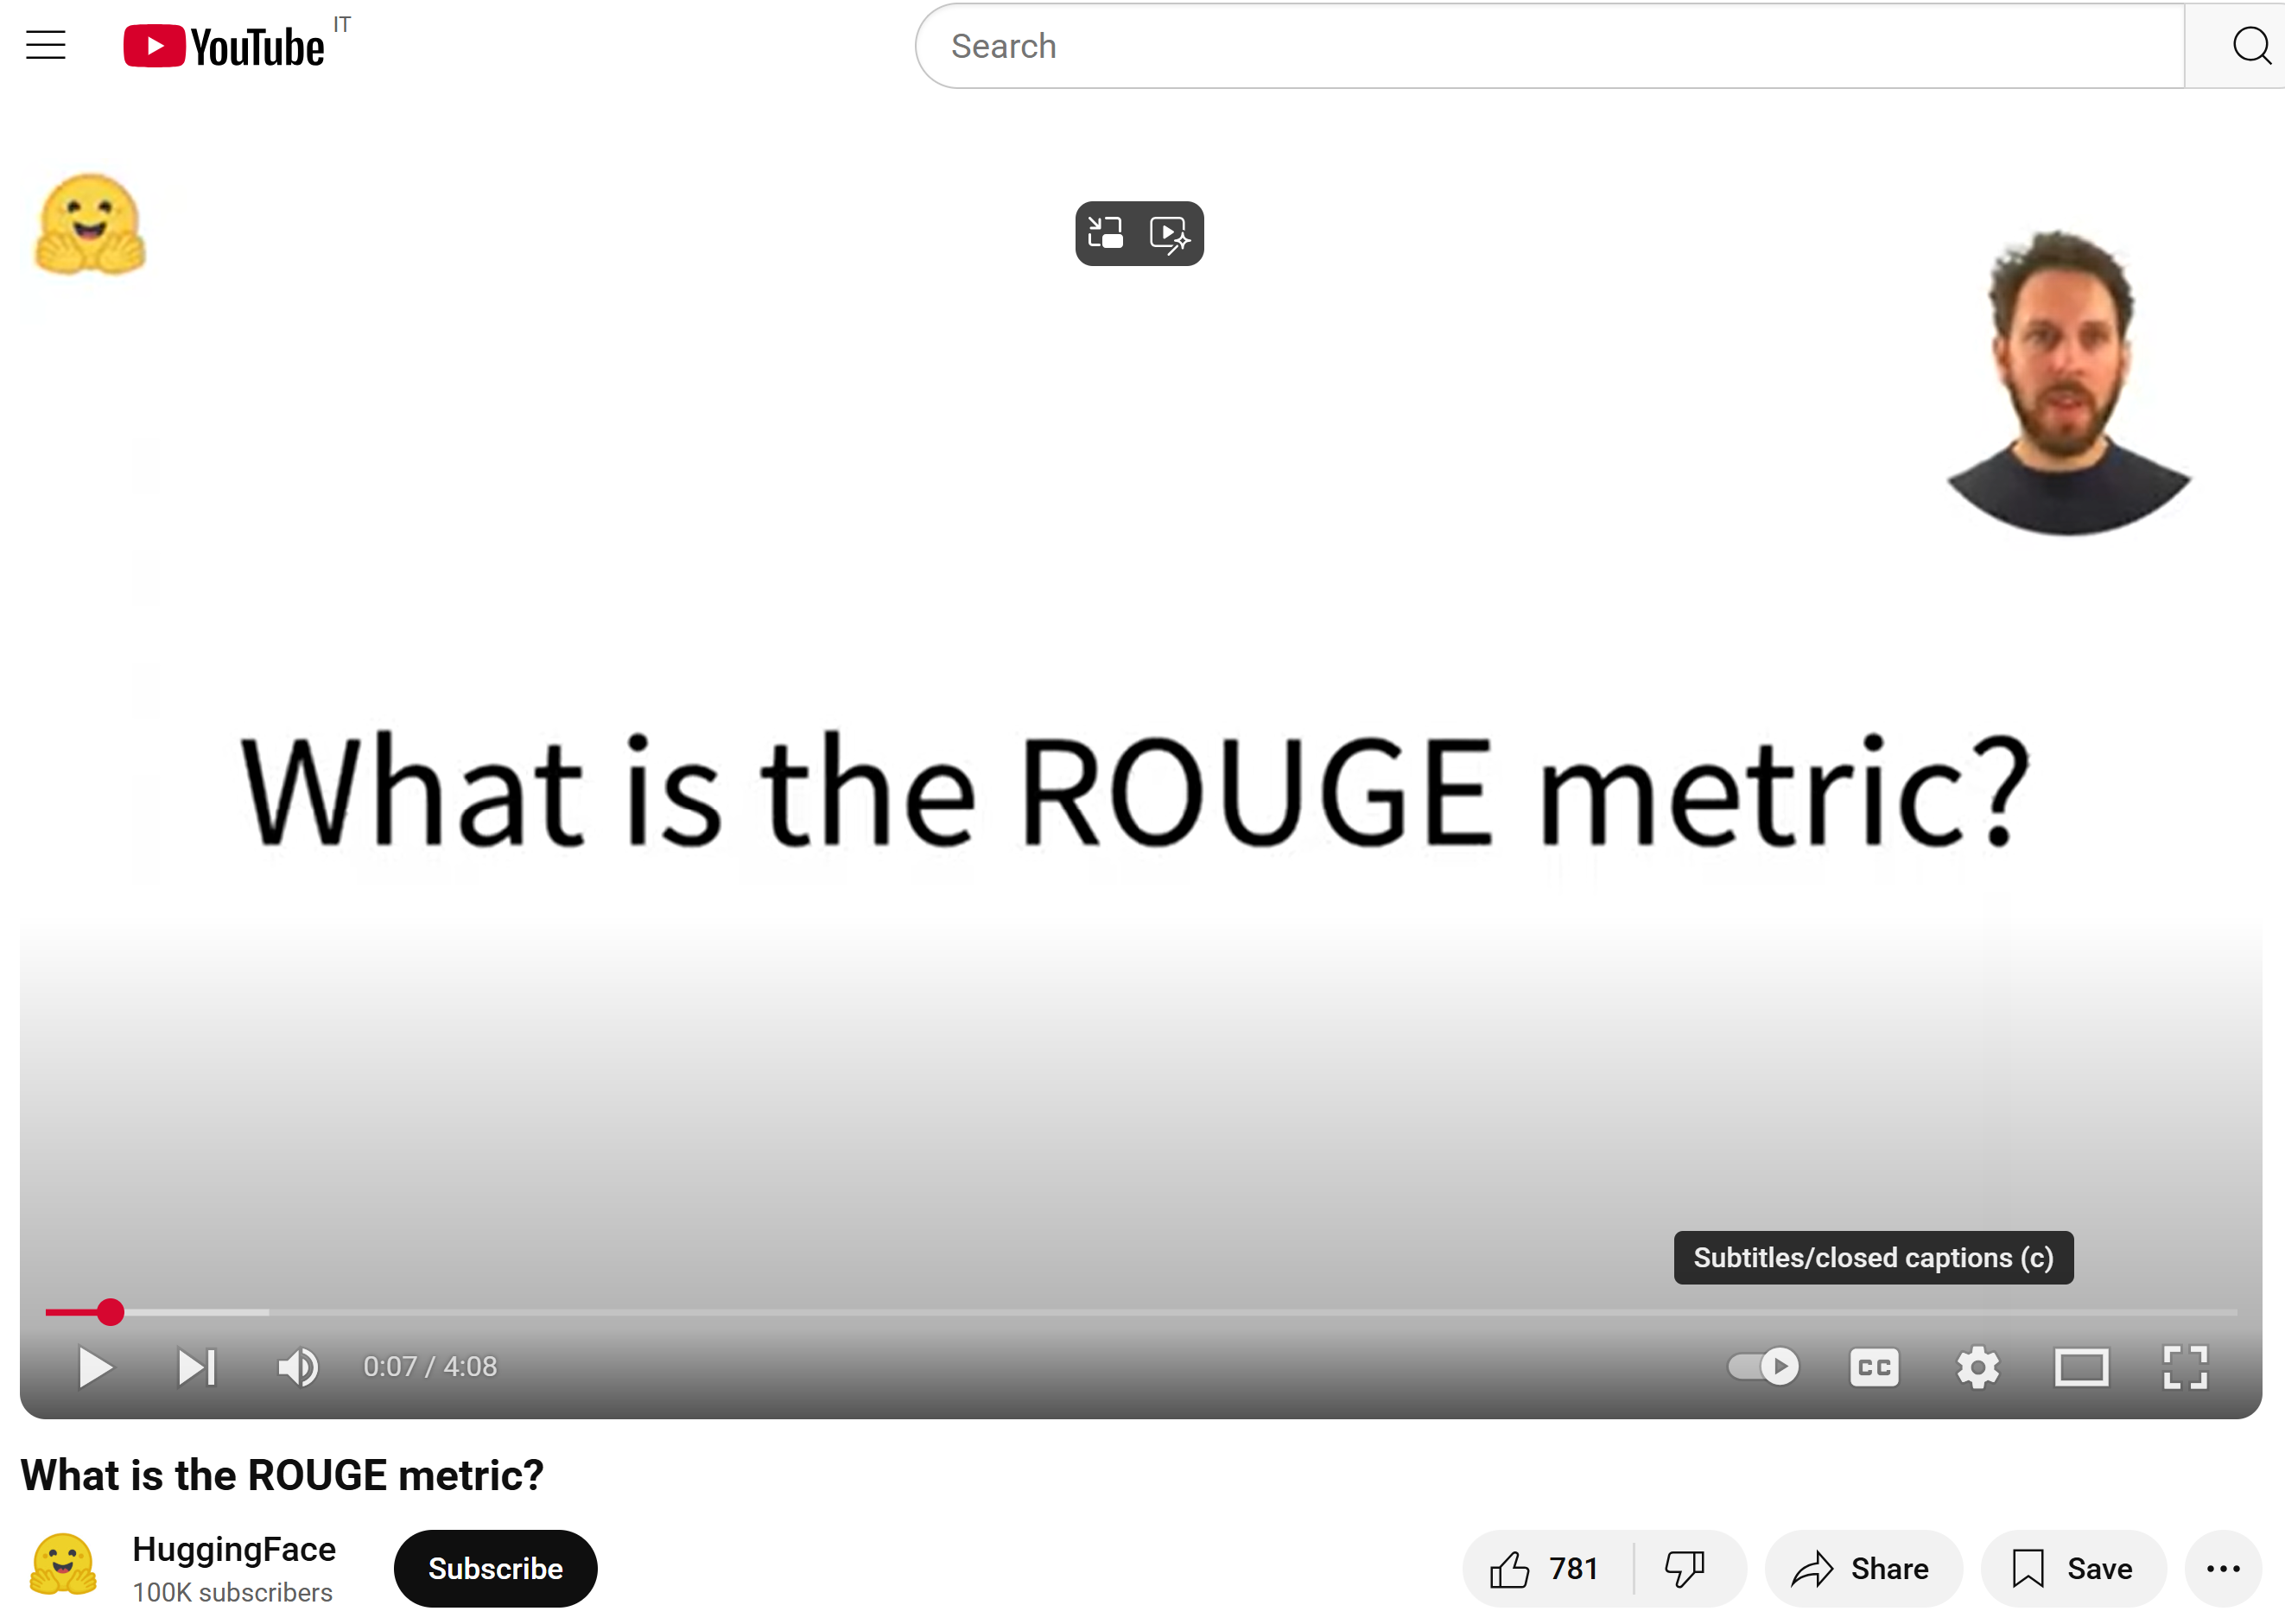 YouTube IT
Search
What is the ROUGE metric?
Subtitles/closed captions (c)
0:07 / 4:08
CC
What is the ROUGE metric?
HuggingFace
100K subscribers
Subscribe
781
Share
Save